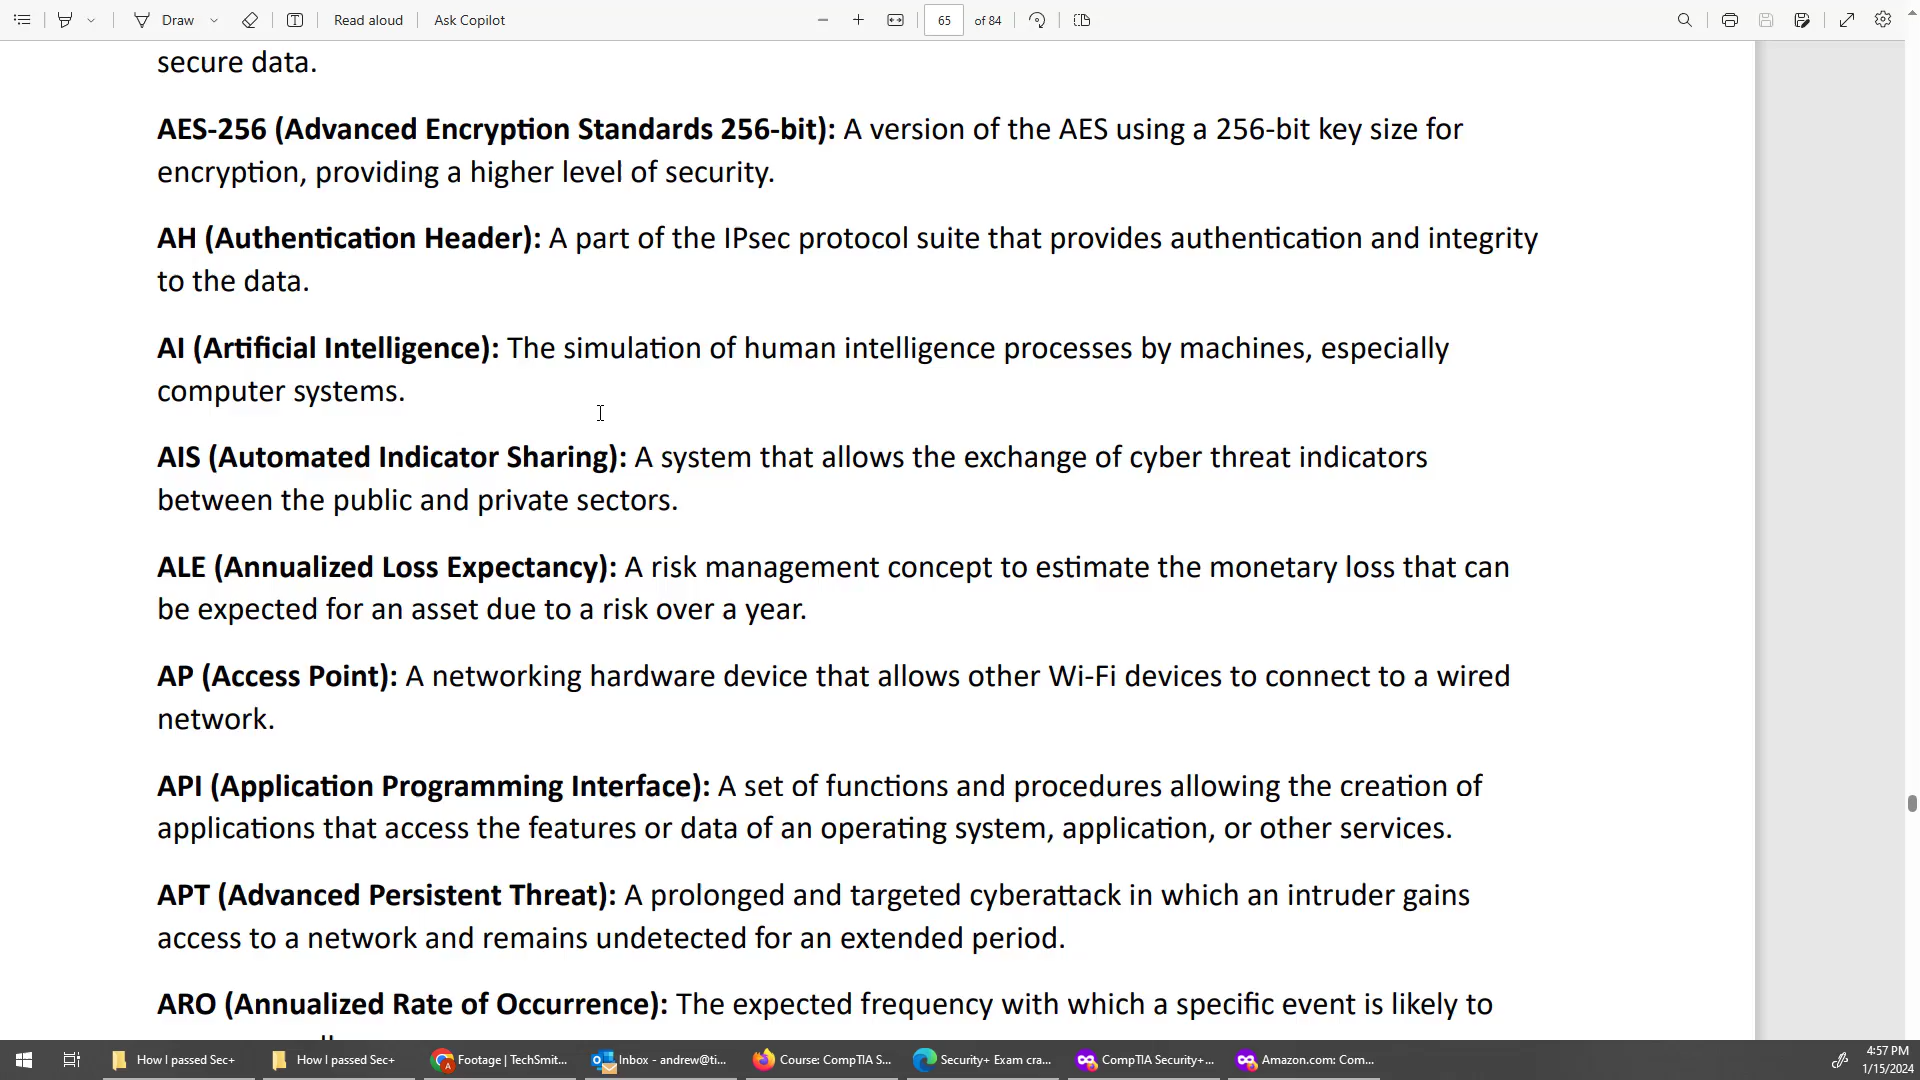 Draw
Read aloud
Ask Copilot
65
of 84
secure data.
AES-256 (Advanced Encryption Standards 256-bit): A version of the AES using a 256-bit key size for
encryption, providing a higher level of security.
AH (Authentication Header): A part of the IPsec protocol suite that provides authentication and integrity
to the data.
AI (Artificial Intelligence): The simulation of human intelligence processes by machines, especially
computer systems.
AIS (Automated Indicator Sharing): A system that allows the exchange of cyber threat indicators
between the public and private sectors.
ALE (Annualized Loss Expectancy): A risk management concept to estimate the monetary loss that can
be expected for an asset due to a risk over a year.
AP (Access Point): A networking hardware device that allows other Wi-Fi devices to connect to a wired
network.
API (Application Programming Interface): A set of functions and procedures allowing the creation of
applications that access the features or data of an operating system, application, or other services.
APT (Advanced Persistent Threat): A prolonged and targeted cyberattack in which an intruder gains
access to a network and remains undetected for an extended period.
ARO (Annualized Rate of Occurrence): The expected frequency with which a specific event is likely to
How I passed Sec+
How I passed Sec+
Footage | TechSmit...
Inbox - andrew@ti...
Course: CompTIA S...
Security+ Exam cra...
CompTIA Security+...
Amazon.com: Com...
4:57 PM
1/15/2024